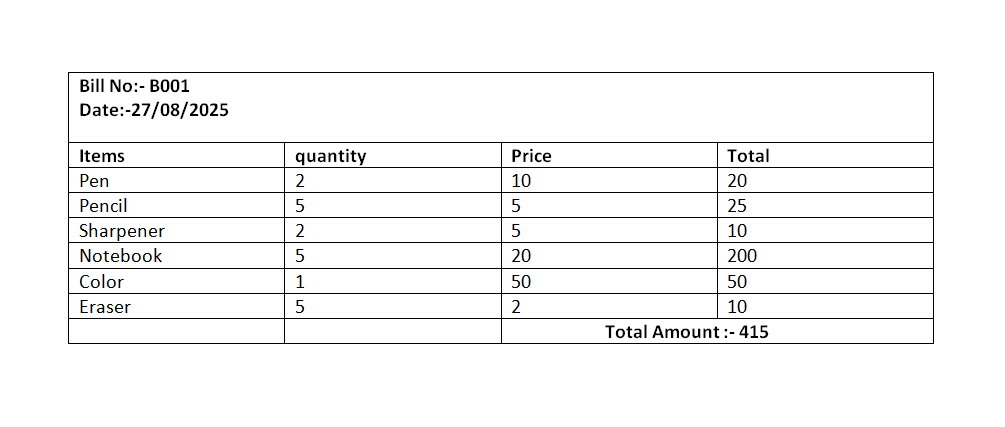 Bill No:- B001
Date:-27/08/2025
Items quantity Price Total
Pen 2 10 20
Pencil 5 5 25
Sharpener 2 5 10
Notebook 5 20 200
Color 1 50 50
Eraser 5 2 10
Total Amount :- 415